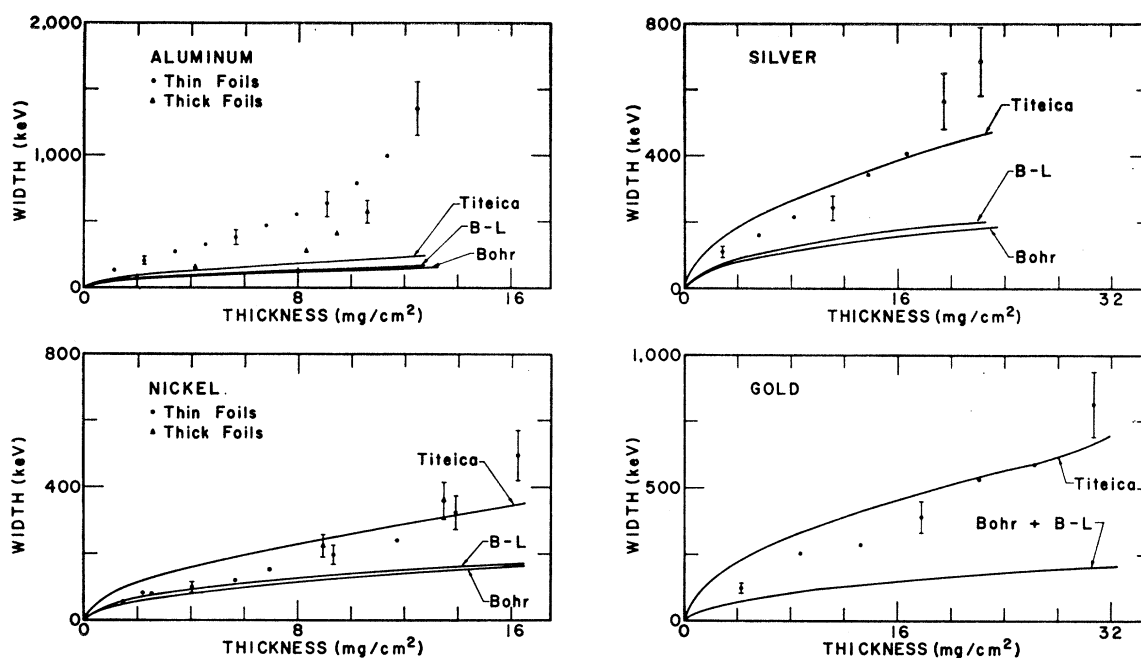 2,000
ALUMINUM
• Thin Foils
▲ Thick Foils
WIDTH (keV)
1,000
Titeica
B-L
Bohr
0
0
8
16
THICKNESS (mg/cm²)
800
SILVER
Titeica
WIDTH (keV)
400
B-L
Bohr
0
0
16
24
32
THICKNESS (mg/cm²)
800
NICKEL.
• Thin Foils
▲ Thick Foils
WIDTH (keV)
Titeica
400
B-L
Bohr
0
0
8
16
THICKNESS (mg/cm²)
1,000
GOLD
WIDTH (keV)
Titeica
500
Bohr + B-L
0
0
16
32
THICKNESS (mg/cm²)